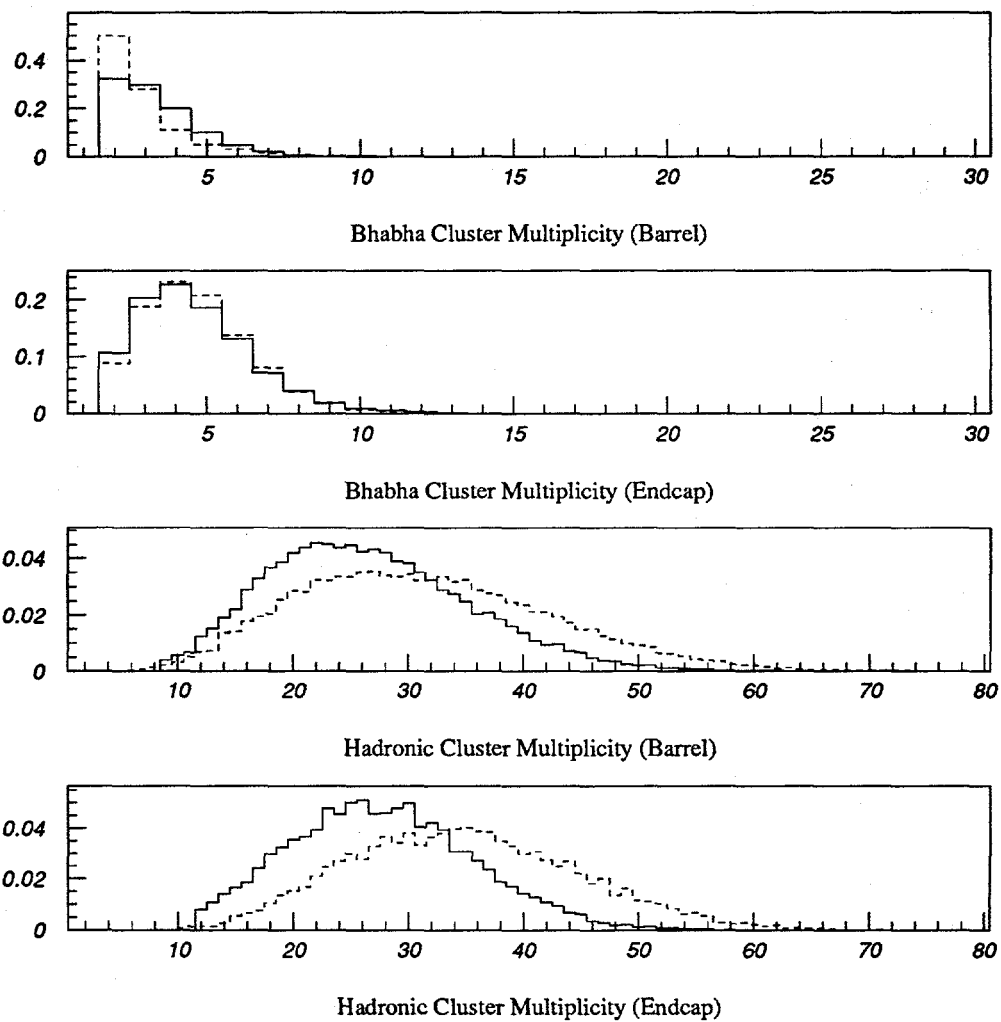 0.4
0.2
0
5 10 15 20 25 30
Bhabha Cluster Multiplicity (Barrel)
0.2
0.1
0
5 10 15 20 25 30
Bhabha Cluster Multiplicity (Endcap)
0.04
0.02
0
10 20 30 40 50 60 70 80
Hadronic Cluster Multiplicity (Barrel)
0.04
0.02
0
10 20 30 40 50 60 70 80
Hadronic Cluster Multiplicity (Endcap)